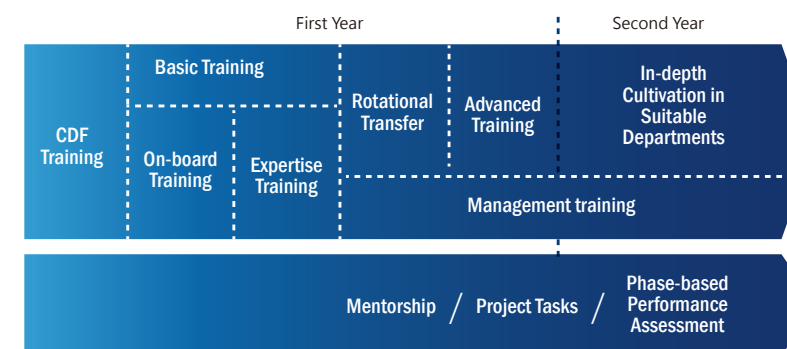 First Year
Second Year
CDF
Training
Basic Training
On-board
Training
Expertise
Training
Rotational
Transfer
Advanced
Training
In-depth
Cultivation in
Suitable
Departments
Management training
Mentorship / Project Tasks /
Phase-based
Performance
Assessment